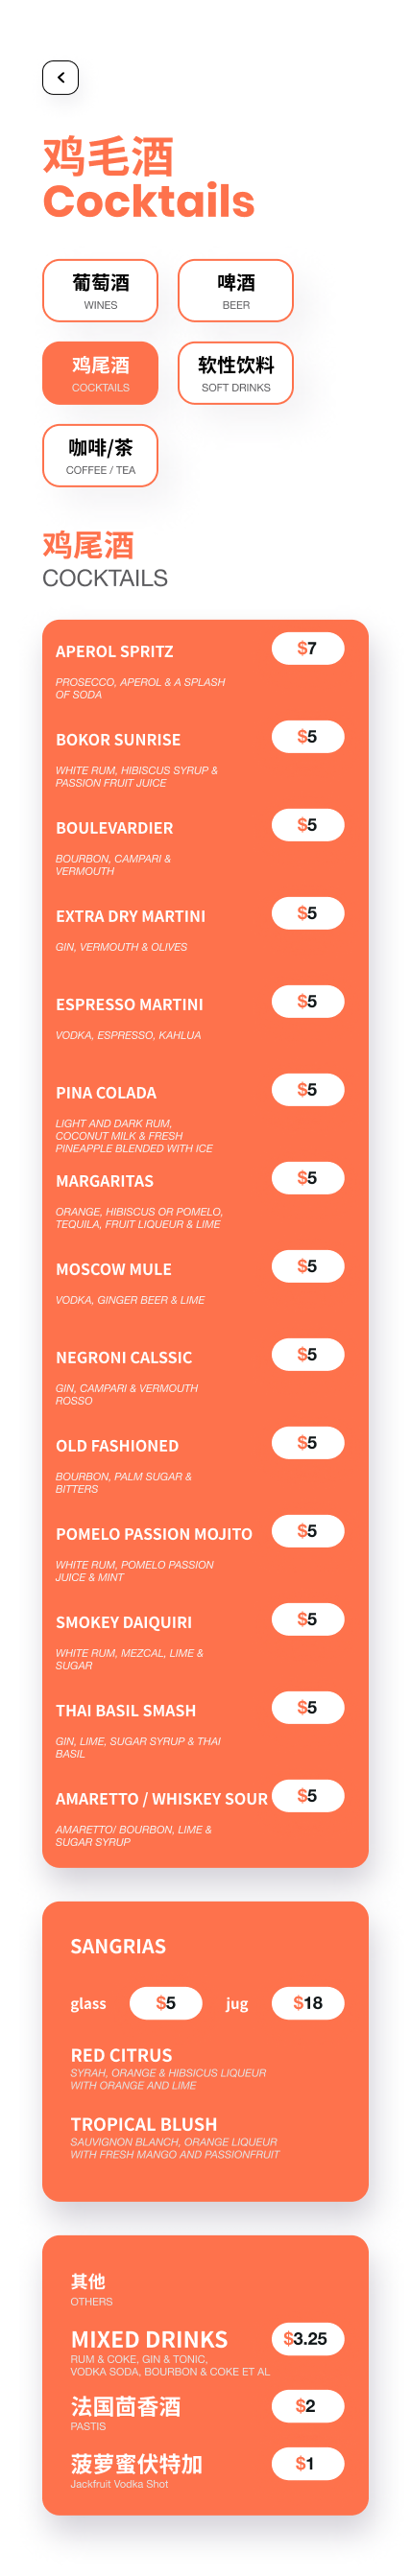 鸡毛酒
Cocktails
葡萄酒
WINES
啤酒
BEER
鸡尾酒
COCKTAILS
软性饮料
SOFT DRINKS
咖啡/茶
COFFEE / TEA
鸡尾酒
COCKTAILS
APEROL SPRITZ
$7
PROSECCO, APEROL & A SPLASH
OF SODA
BOKOR SUNRISE
$5
WHITE RUM, HIBISCUS SYRUP &
PASSION FRUIT JUICE
BOULEVARDIER
$5
BOURBON, CAMPARI &
VERMOUTH
EXTRA DRY MARTINI
$5
GIN, VERMOUTH & OLIVES
ESPRESSO MARTINI
$5
VODKA, ESPRESSO, KAHLUA
PINA COLADA
$5
LIGHT AND DARK RUM,
COCONUT MILK & FRESH
PINEAPPLE BLENDED WITH ICE
MARGARITAS
$5
ORANGE, HIBISCUS OR POMELO,
TEQUILA, FRUIT LIQUEUR & LIME
MOSCOW MULE
$5
VODKA, GINGER BEER & LIME
NEGRONI CALSSIC
$5
GIN, CAMPARI & VERMOUTH
ROSSO
OLD FASHIONED
$5
BOURBON, PALM SUGAR &
BITTERS
POMELO PASSION MOJITO
$5
WHITE RUM, POMELO PASSION
JUICE & MINT
SMOKEY DAIQUIRI
$5
WHITE RUM, MEZCAL, LIME &
SUGAR
THAI BASIL SMASH
$5
GIN, LIME, SUGAR SYRUP & THAI
BASIL
AMARETTO / WHISKEY SOUR
$5
AMARETTO/ BOURBON, LIME &
SUGAR SYRUP
SANGRIAS
glass $5 jug $18
RED CITRUS
SYRAH, ORANGE & HIBSICUS LIQUEUR
WITH ORANGE AND LIME
TROPICAL BLUSH
SAUVIGNON BLANCH, ORANGE LIQUEUR
WITH FRESH MANGO AND PASSIONFRUIT
其他
OTHERS
MIXED DRINKS
$3.25
RUM & COKE, GIN & TONIC,
VODKA SODA, BOURBON & COKE ET AL
法国茴香酒
$2
PASTIS
菠萝蜜伏特加
$1
Jackfruit Vodka Shot